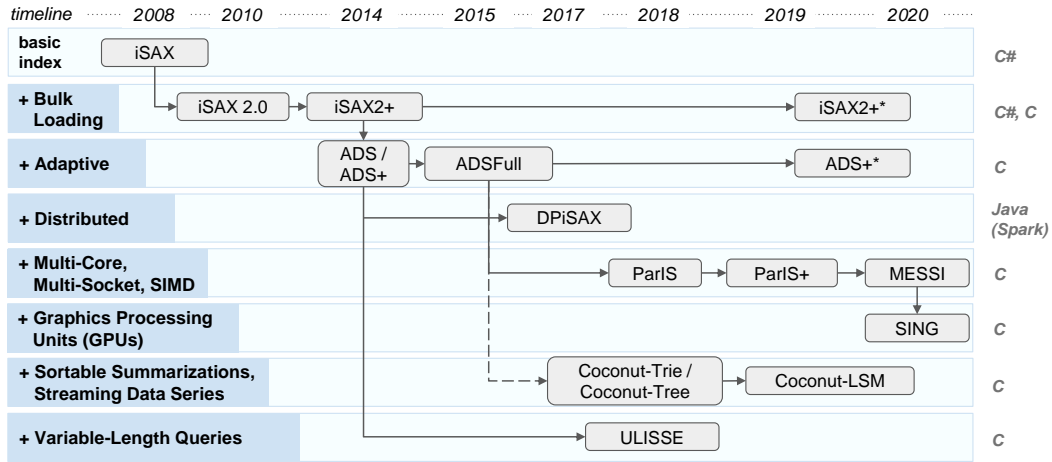 timeline 2008 2010 2014 2015 2017 2018 2019 2020
basic
index
iSAX
C#
+ Bulk
Loading
iSAX 2.0
iSAX2+
iSAX2+*
C#, C
+ Adaptive
ADS /
ADS+
ADSFull
ADS+*
C
+ Distributed
DPiSAX
Java
(Spark)
+ Multi-Core,
Multi-Socket, SIMD
ParIS
ParIS+
MESSI
C
+ Graphics Processing
Units (GPUs)
SING
C
+ Sortable Summarizations,
Streaming Data Series
Coconut-Trie /
Coconut-Tree
Coconut-LSM
C
+ Variable-Length Queries
ULISSE
C